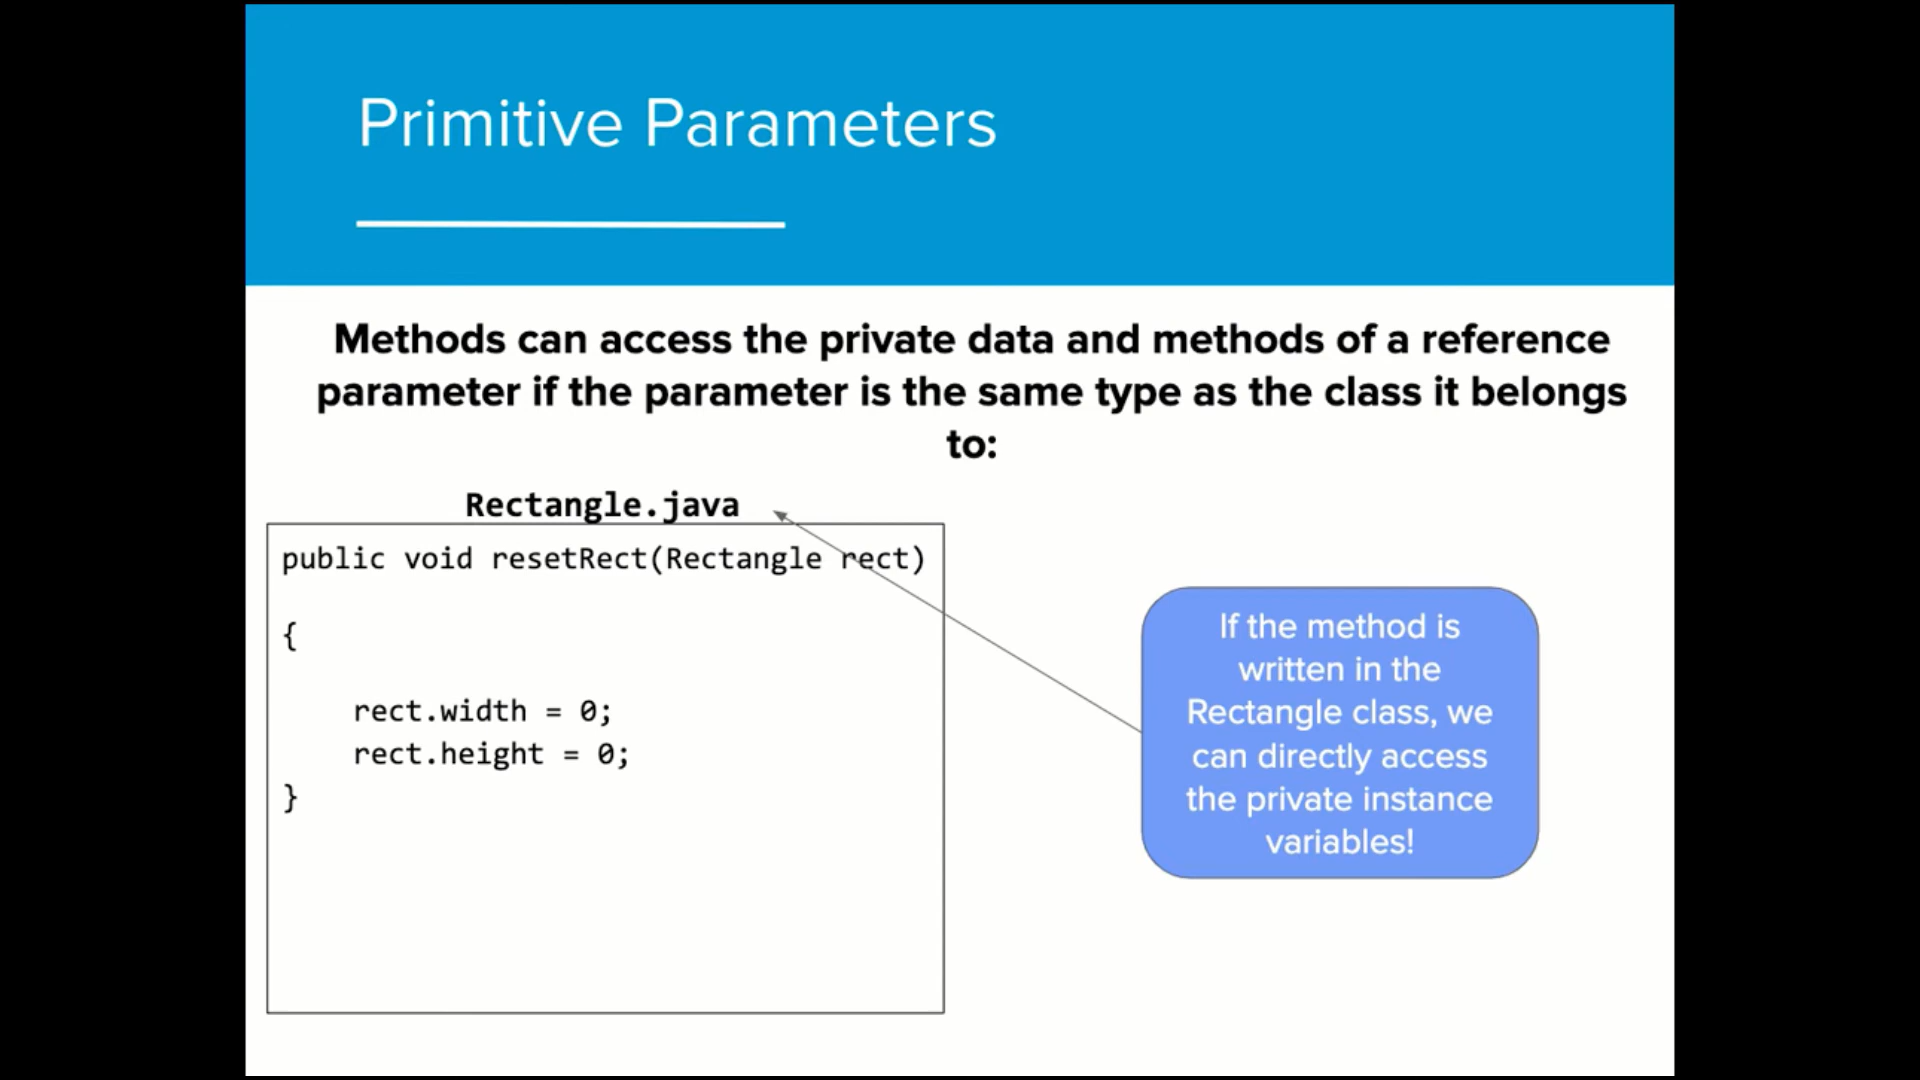 Primitive Parameters
Methods can access the private data and methods of a reference
parameter if the parameter is the same type as the class it belongs
to:
Rectangle.java
public void resetRect(Rectangle rect)
{
rect.width = 0;
rect.height = 0;
}
If the method is
written in the
Rectangle class, we
can directly access
the private instance
variables!